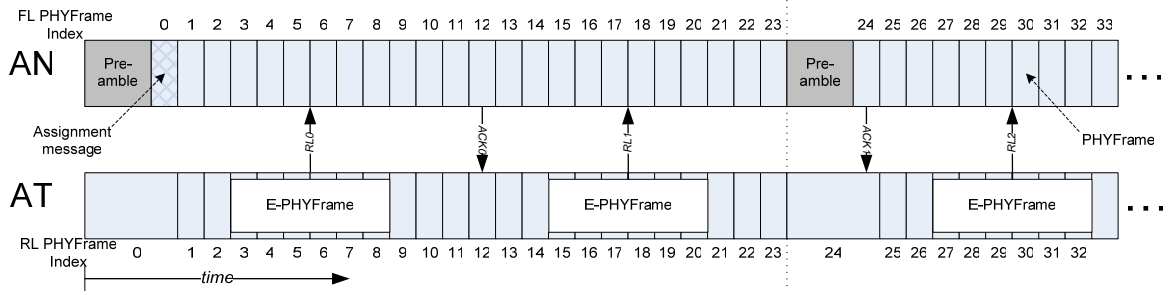 FL PHYFrame
Index
0 1 2 3 4 5 6 7 8 9 10 11 12 13 14 15 16 17 18 19 20 21 22 23 24 25 26 27 28 29 30 31 32 33
AN
Pre-
amble
Pre-
amble
...
Assignment
message
RL0
ACK0
RL1
ACK1
RL2
PHYFrame
AT
E-PHYFrame
E-PHYFrame
E-PHYFrame
...
RL PHYFrame
Index
0 1 2 3 4 5 6 7 8 9 10 11 12 13 14 15 16 17 18 19 20 21 22 23 24 25 26 27 28 29 30 31 32
time